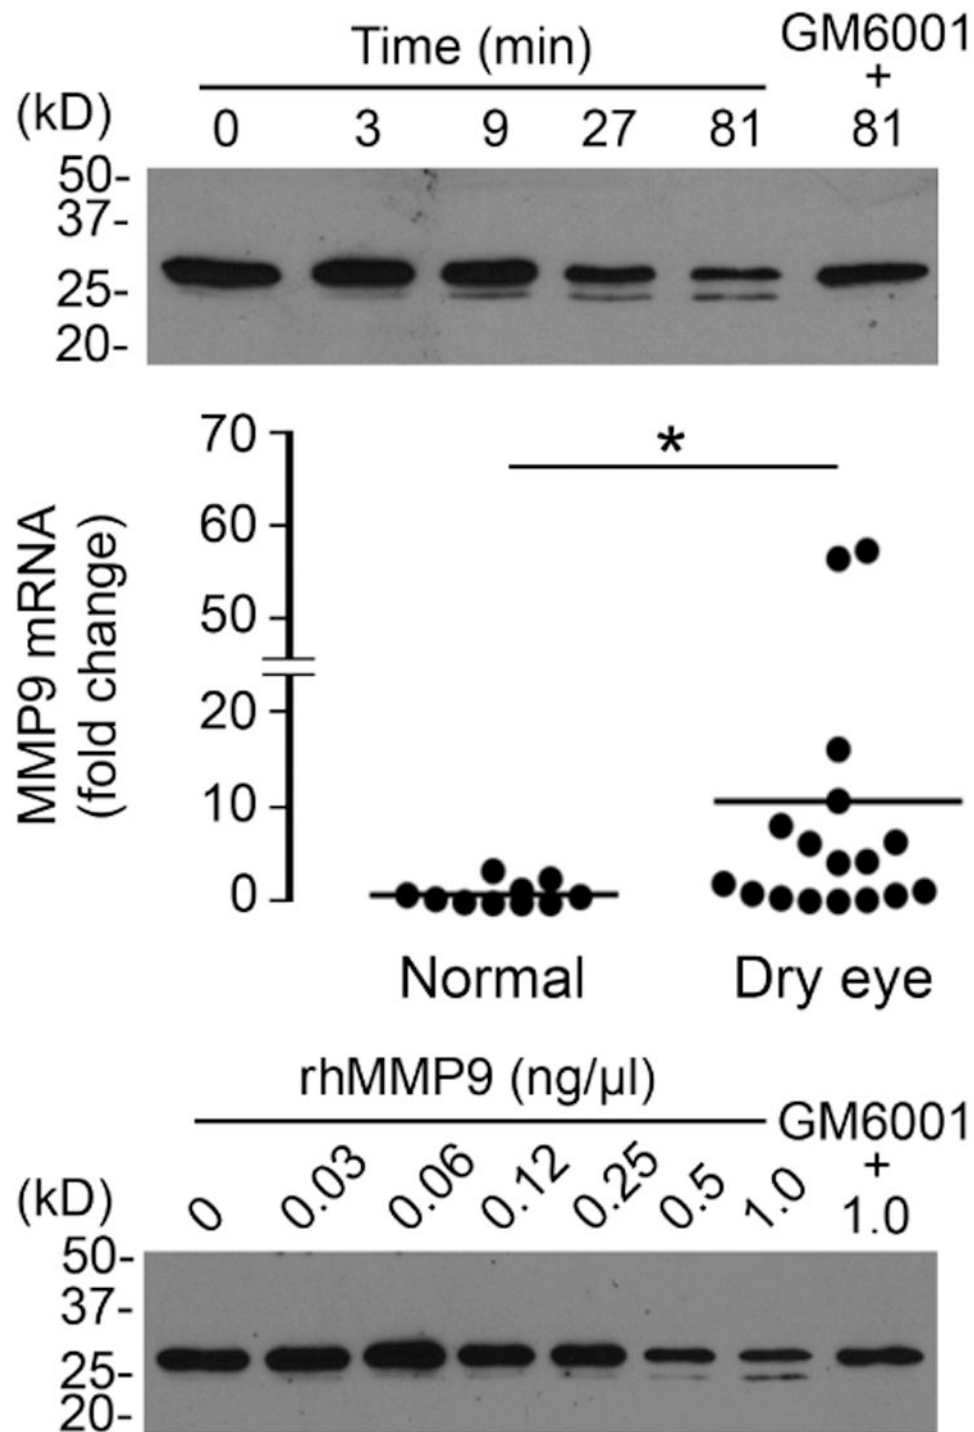 Time (min)
GM6001
+
(kD) 0 3 9 27 81 81
50-
37-
25-
20-
*
MMP9 mRNA
(fold change)
70
60
50
20
10
0
Normal Dry eye
rhMMP9 (ng/µl)
GM6001
+
(kD) 0 0.03 0.06 0.12 0.25 0.5 1.0 1.0
50-
37-
25-
20-